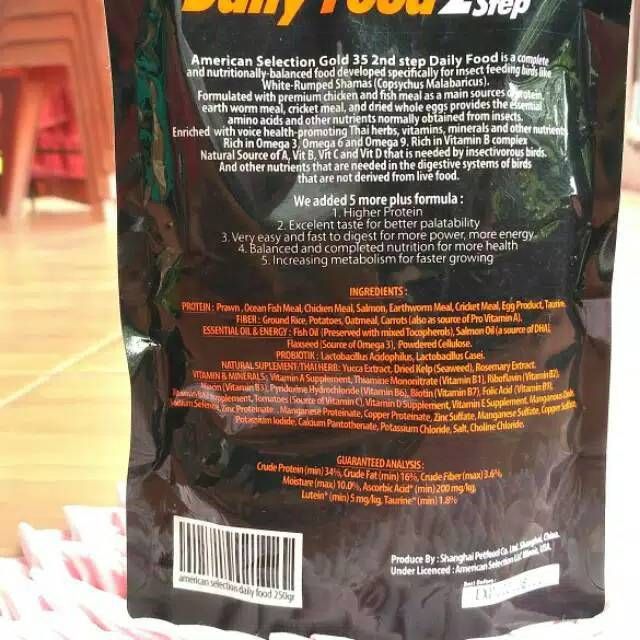 Daily Food 2
Step
American Selection Gold 35 2nd step Daily Food is a complete
and nutritionally-balanced food developed specifically for insect feeding birds like
White-Rumped Shamas (Copsychus Malabaricus).
Formulated with premium chicken and fish meal as a main sources of protein,
earth worm meal, cricket meal, and dried whole eggs provides the essential
amino acids and other nutrients normally obtained from insects.
Enriched with voice health-promoting Thai herbs, vitamins, minerals and other nutrients
Rich in Omega 3, Omega 6 and Omega 9. Rich in Vitamin B complex
Natural Source of A, Vit B, Vit C and Vit D that is needed by insectivorous birds.
And other nutrients that are needed in the digestive systems of birds
that are not derived from live food.
We added 5 more plus formula :
1. Higher Protein
2. Excelent taste for better palatability
3. Very easy and fast to digest for more power, more energy
4. Balanced and completed nutrition for more health
5. Increasing metabolism for faster growing
INGREDIENTS :
PROTEIN : Prawn, Ocean Fish Meal, Chicken Meal, Salmon, Earthworm Meal, Cricket Meal, Egg Product, Taurine
FIBER : Ground Rice, Potatoes, Oatmeal, Carrots (also as source of Pro Vitamin A).
ESSENTIAL OIL & ENERGY : Fish Oil (Preserved with mixed Tocopherols), Salmon Oil (a source of DHA),
Flaxseed (Source of Omega 3), Powdered Cellulose.
PROBIOTIK : Lactobacillus Acidophilus, Lactobacillus Casei.
NATURAL SUPLEMENT/THAI HERB: Yucca Extract, Dried Kelp (Seaweed), Rosemary Extract.
VITAMIN & MINERALS : Vitamin A Supplement, Thiamine Mononitrate (Vitamin B1), Riboflavin (Vitamin B2),
Niacin (Vitamin B3), Pyridoxine Hydrochloride (Vitamin B6), Biotin (Vitamin B7), Folic Acid (Vitamin B9),
Supplement, Tomatoes (Source of Vitamin C), Vitamin D Supplement, Vitamin E Supplement, Manganous Oxide,
Sodium Selenite, Zinc Proteinate, Manganese Proteinate, Copper Proteinate, Zinc Sulfate, Manganese Sulfate, Copper Sulfate,
Potassium Iodide, Calcium Pantothenate, Potassium Chloride, Salt, Choline Chloride.
GUARANTEED ANALYSIS :
Crude Protein (min) 34%, Crude Fat (min) 16%, Crude Fiber (max) 3.6%,
Moisture (max) 10.0%, Ascorbic Acid* (min) 200 mg/kg,
Lutein* (min) 5 mg/kg, Taurine* (min) 1.8%
american selection daily food 250gr
Produce By : Shanghai Petfood Co. Ltd. Shanghai, China.
Under Licenced : American Selection Ltd. Illinois, USA.
Best Before :
EXP